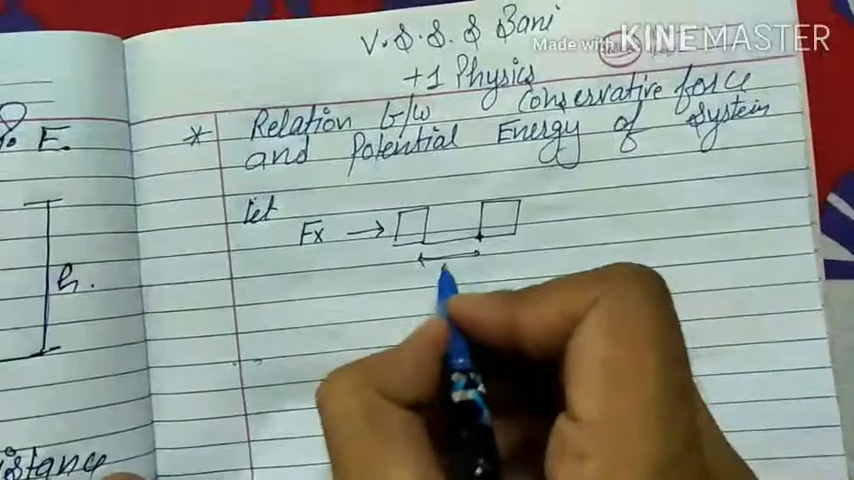 V.S.S.S Bani
Made with KINEMASTER
+1 Physics
* Relation b/w Conservative force
and Potential Energy of System
P. E.
let
Fx →
h.
istance